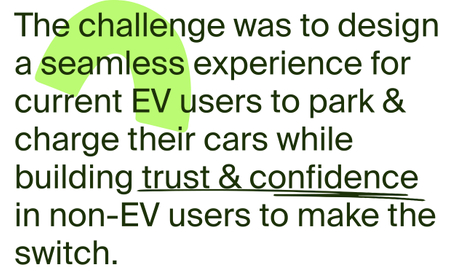 The challenge was to design
a seamless experience for
current EV users to park &
charge their cars while
building trust & confidence
in non-EV users to make the
switch.